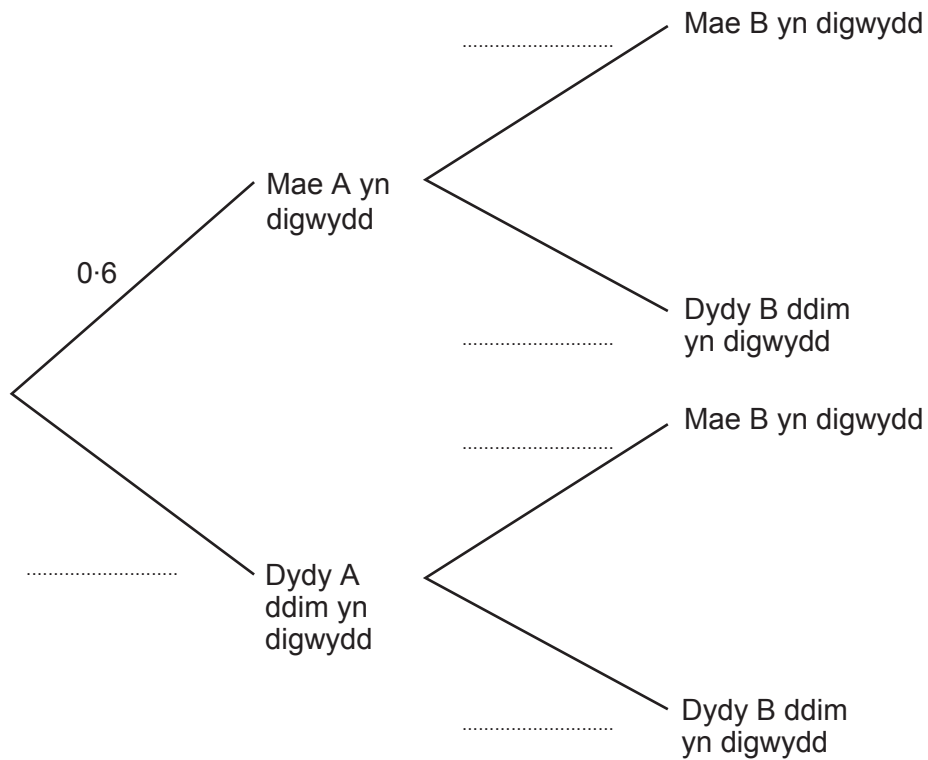 Mae B yn digwydd
............................
Mae A yn
digwydd
0·6
Dydy B ddim
yn digwydd
............................
Mae B yn digwydd
............................
............................
Dydy A
ddim yn
digwydd
Dydy B ddim
yn digwydd
............................